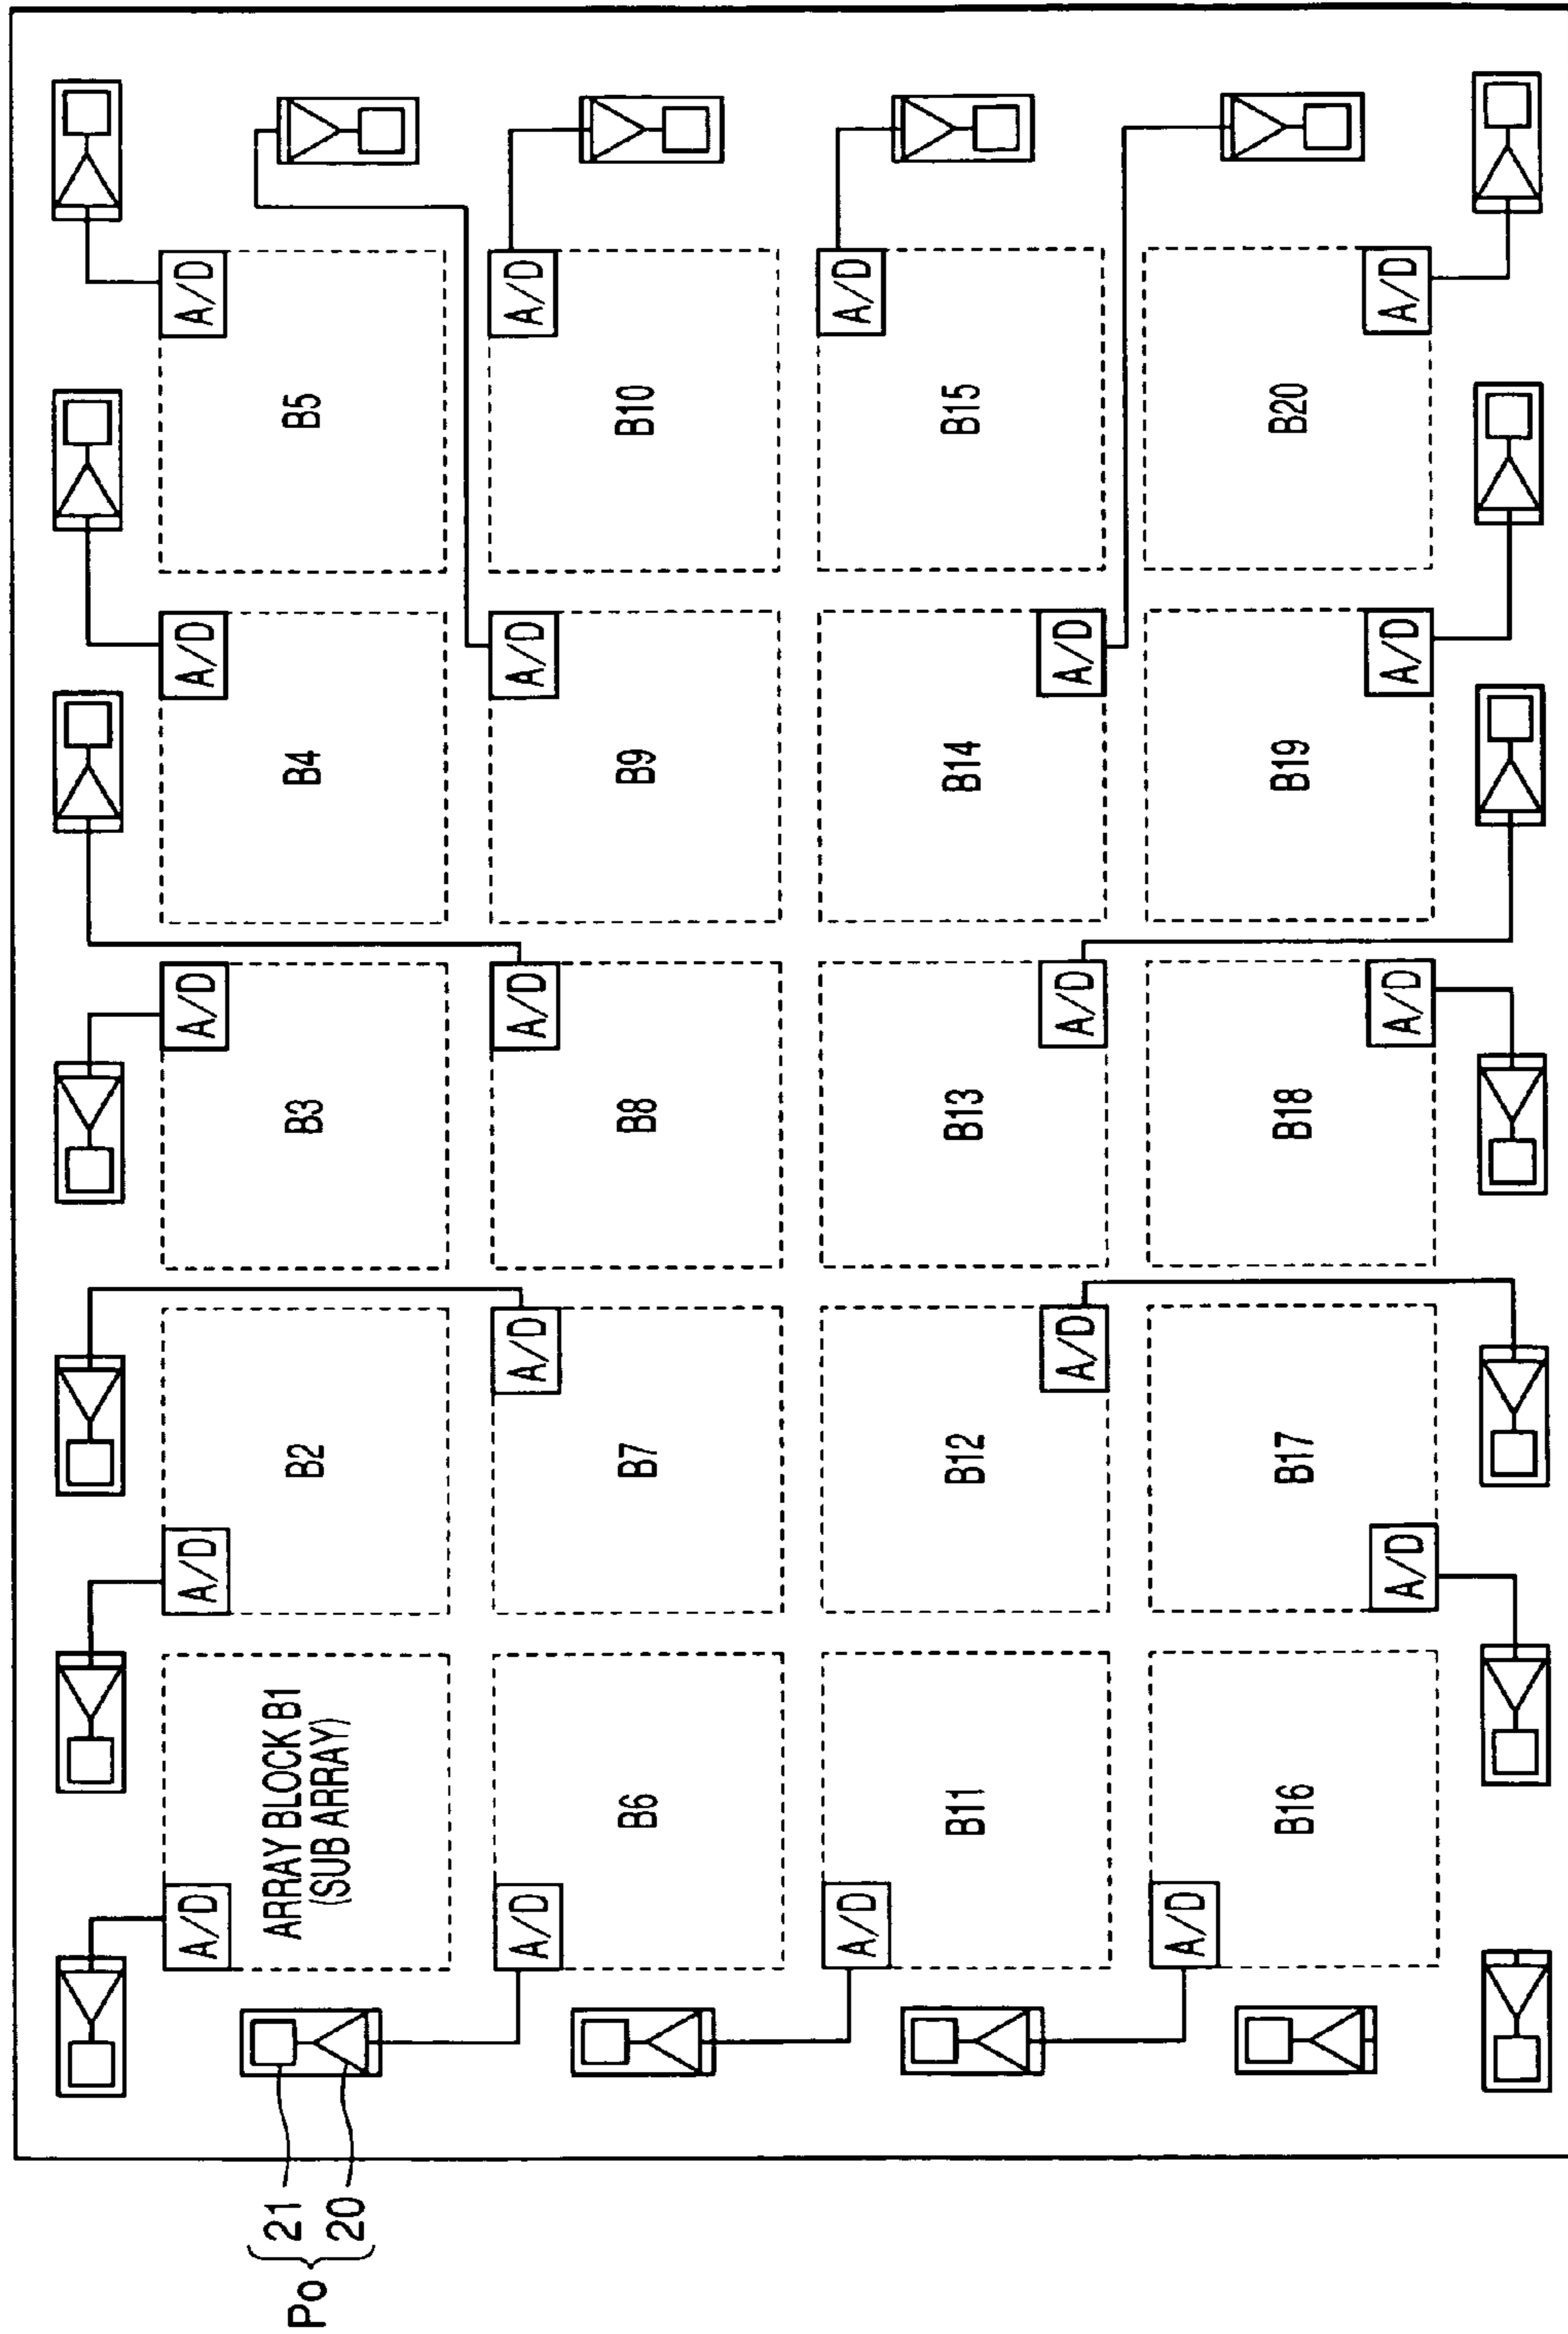 A/D
ARRAY BLOCK B1
(SUB ARRAY)
A/D
B2
A/D
B3
A/D
B4
A/D
B5
A/D
B6
A/D
B7
A/D
B8
A/D
B9
A/D
B10
A/D
B11
A/D
B12
A/D
B13
A/D
B14
A/D
B15
A/D
B16
A/D
B17
A/D
B18
A/D
B19
A/D
B20
Po
21
20